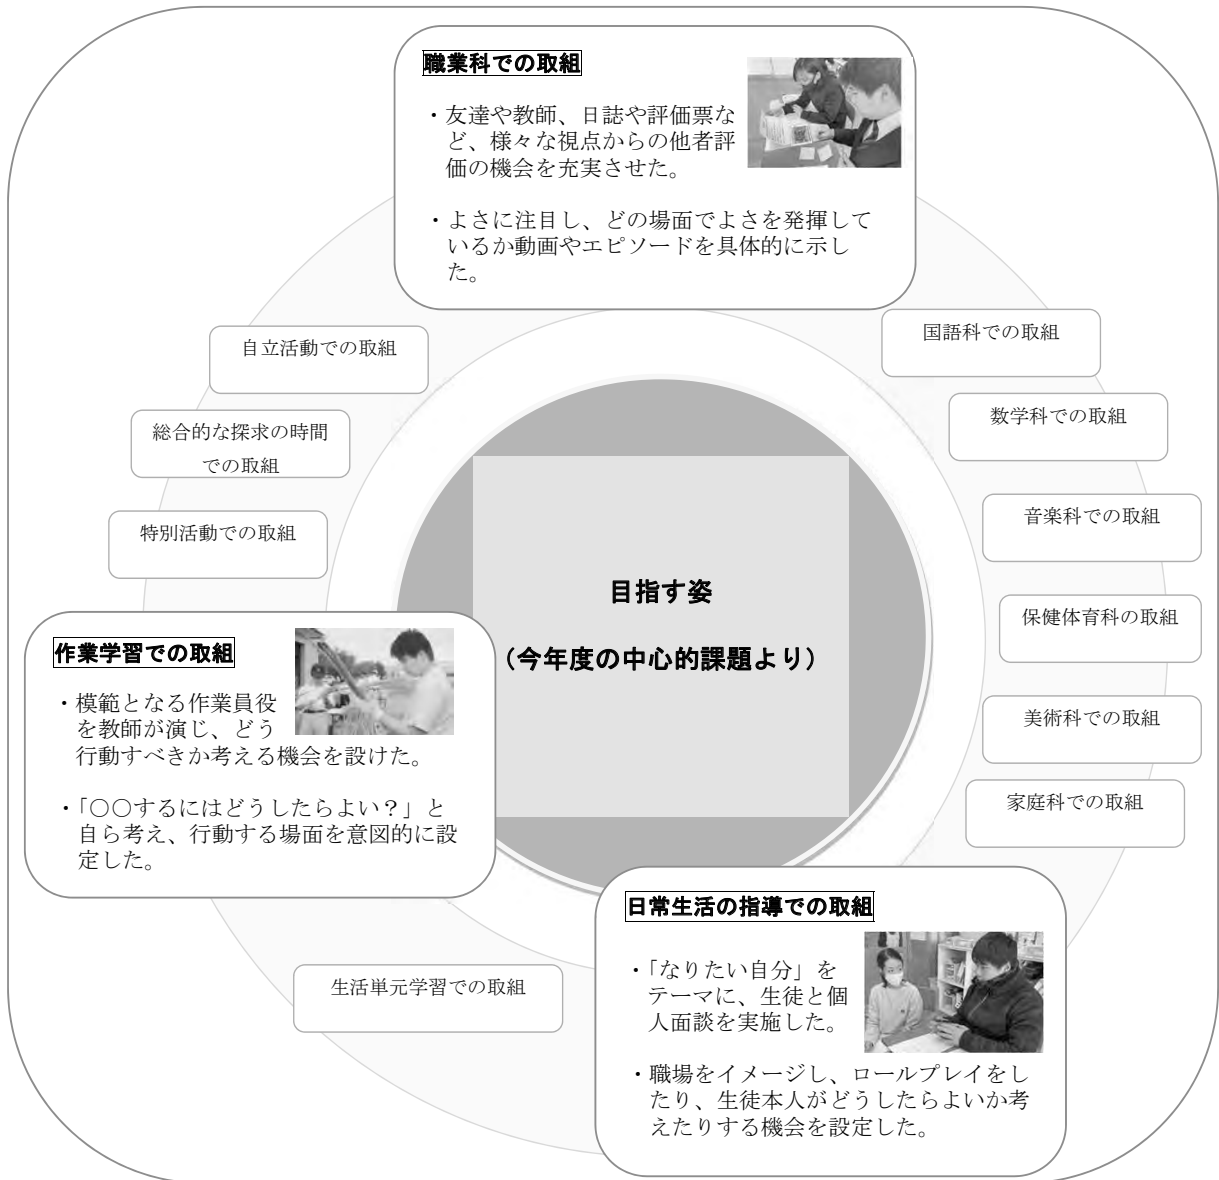 職業科での取組
・友達や教師、日誌や評価票な
ど、様々な視点からの他者評
価の機会を充実させた。
・よさに注目し、どの場面でよさを発揮して
いるか動画やエピソードを具体的に示し
た。
自立活動での取組
総合的な探求の時間
での取組
特別活動での取組
国語科での取組
数学科での取組
音楽科での取組
保健体育科の取組
美術科での取組
家庭科での取組
目指す姿
（今年度の中心的課題より）
作業学習での取組
・模範となる作業員役
を教師が演じ、どう
行動すべきか考える機会を設けた。
・「○○するにはどうしたらよい？」と
自ら考え、行動する場面を意図的に設
定した。
生活単元学習での取組
日常生活の指導での取組
・「なりたい自分」を
テーマに、生徒と個
人面談を実施した。
・職場をイメージし、ロールプレイをし
たり、生徒本人がどうしたらよいか考
えたりする機会を設定した。